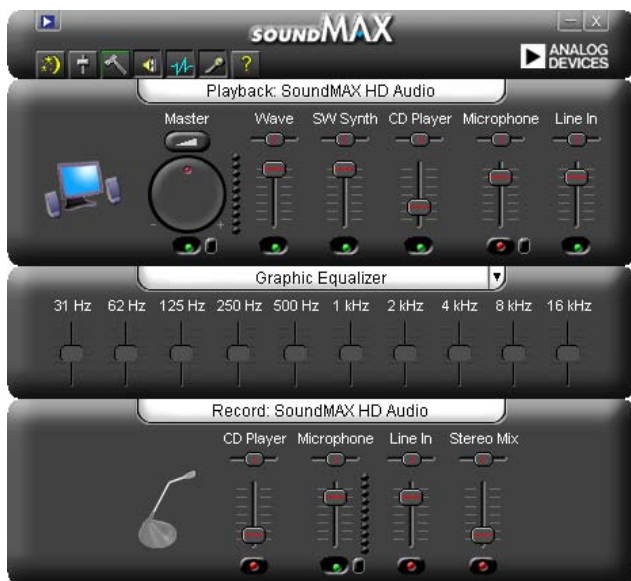 SOUNDMAX
ANALOG
DEVICES
Playback: SoundMAX HD Audio
Master Wave SW Synth CD Player Microphone Line In
- +
Graphic Equalizer
31 Hz 62 Hz 125 Hz 250 Hz 500 Hz 1 kHz 2 kHz 4 kHz 8 kHz 16 kHz
Record: SoundMAX HD Audio
CD Player Microphone Line In Stereo Mix